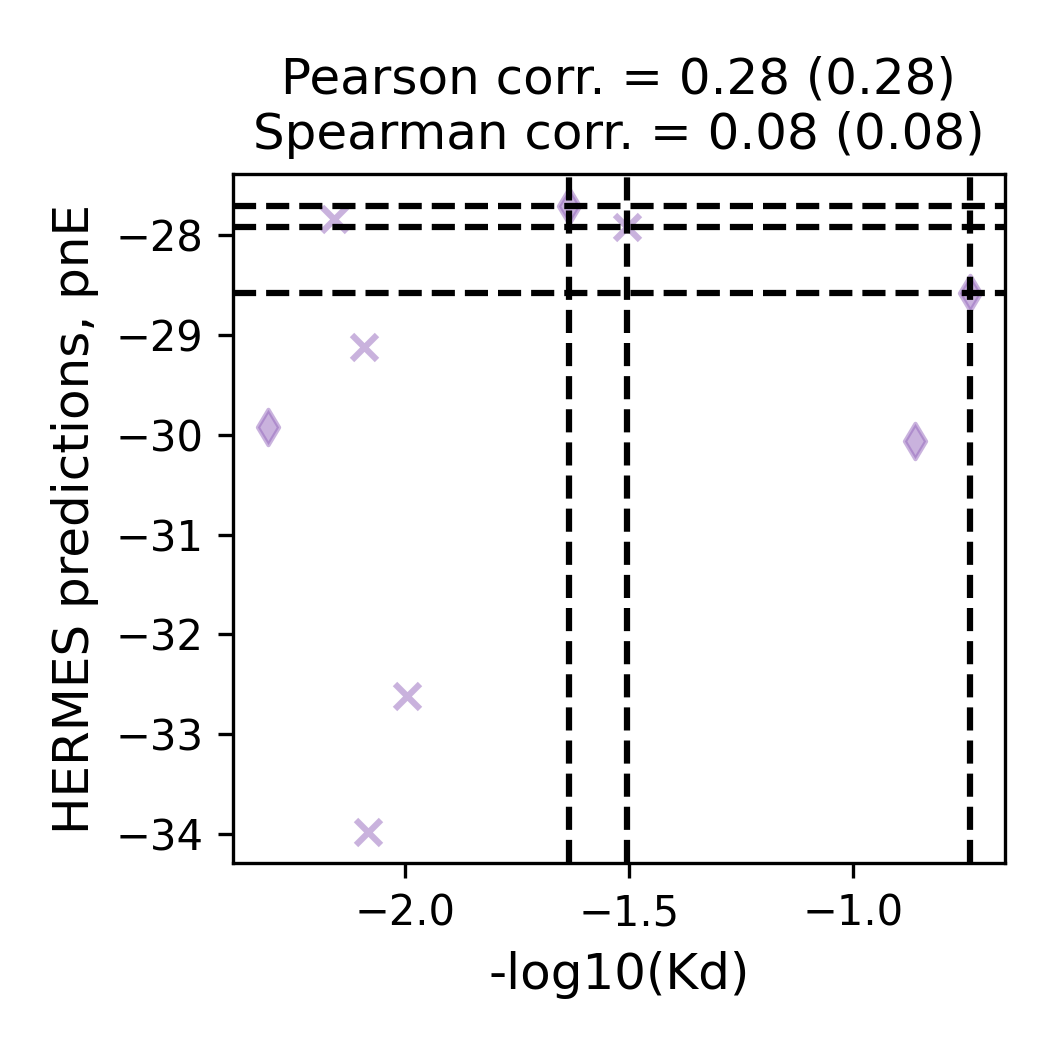 Pearson corr. = 0.28 (0.28)
Spearman corr. = 0.08 (0.08)
HERMES predictions, pnE
−28
−29
−30
−31
−32
−33
−34
−2.0
−1.5
−1.0
-log10(Kd)